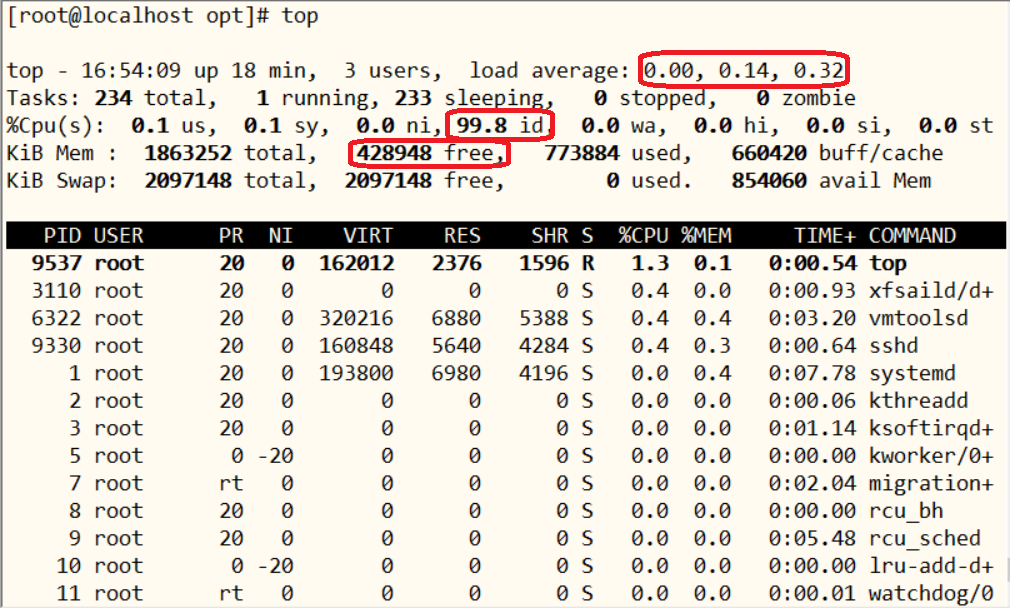 [root@localhost opt]# top
top - 16:54:09 up 18 min,  3 users,  load average: 0.00, 0.14, 0.32
Tasks: 234 total,   1 running, 233 sleeping,   0 stopped,   0 zombie
%Cpu(s):  0.1 us,  0.1 sy,  0.0 ni, 99.8 id,  0.0 wa,  0.0 hi,  0.0 si,  0.0 st
KiB Mem :  1863252 total,   428948 free,   773884 used,   660420 buff/cache
KiB Swap:  2097148 total,  2097148 free,        0 used.   854060 avail Mem
PID USER      PR  NI    VIRT    RES    SHR S  %CPU %MEM     TIME+ COMMAND
9537 root      20   0  162012   2376   1596 R   1.3  0.1   0:00.54 top
3110 root      20   0       0      0      0 S   0.4  0.0   0:00.93 xfsaild/d+
6322 root      20   0  320216   6880   5388 S   0.4  0.4   0:03.20 vmtoolsd
9330 root      20   0  160848   5640   4284 S   0.4  0.3   0:00.64 sshd
1 root      20   0  193800   6980   4196 S   0.0  0.4   0:07.78 systemd
2 root      20   0       0      0      0 S   0.0  0.0   0:00.06 kthreadd
3 root      20   0       0      0      0 S   0.0  0.0   0:01.14 ksoftirqd+
5 root       0 -20       0      0      0 S   0.0  0.0   0:00.00 kworker/0+
7 root      rt   0       0      0      0 S   0.0  0.0   0:02.04 migration+
8 root      20   0       0      0      0 S   0.0  0.0   0:00.00 rcu_bh
9 root      20   0       0      0      0 S   0.0  0.0   0:05.48 rcu_sched
10 root       0 -20       0      0      0 S   0.0  0.0   0:00.00 lru-add-d+
11 root      rt   0       0      0      0 S   0.0  0.0   0:00.01 watchdog/0